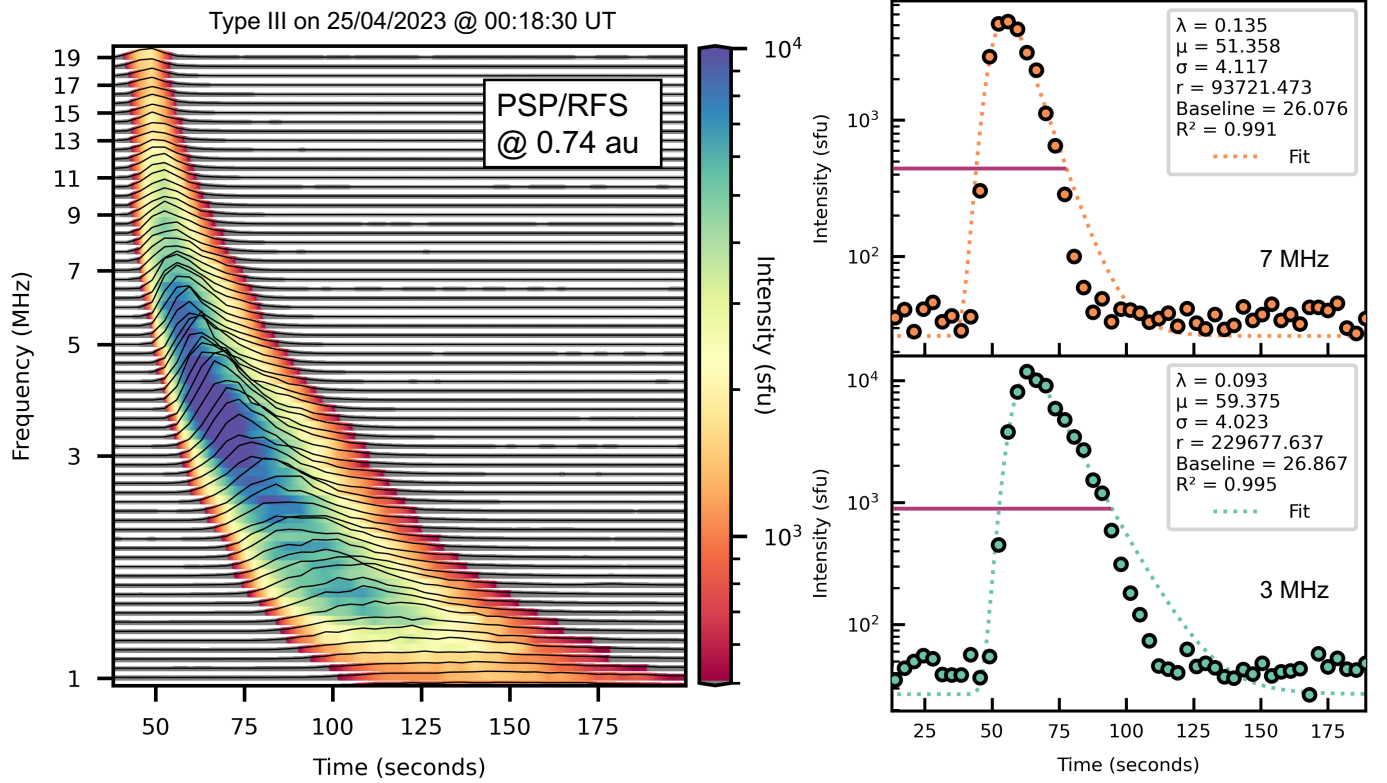 Type III on 25/04/2023 @ 00:18:30 UT
PSP/RFS
@ 0.74 au
Frequency (MHz)
19
17
15
13
11
9
7
5
3
1
50
75
100
125
150
175
Time (seconds)
10⁴
10³
Intensity (sfu)
λ = 0.135
μ = 51.358
σ = 4.117
r = 93721.473
Baseline = 26.076
R² = 0.991
Fit
7 MHz
Intensity (sfu)
10³
10²
λ = 0.093
μ = 59.375
σ = 4.023
r = 229677.637
Baseline = 26.867
R² = 0.995
Fit
3 MHz
Intensity (sfu)
10⁴
10³
10²
25
50
75
100
125
150
175
Time (seconds)